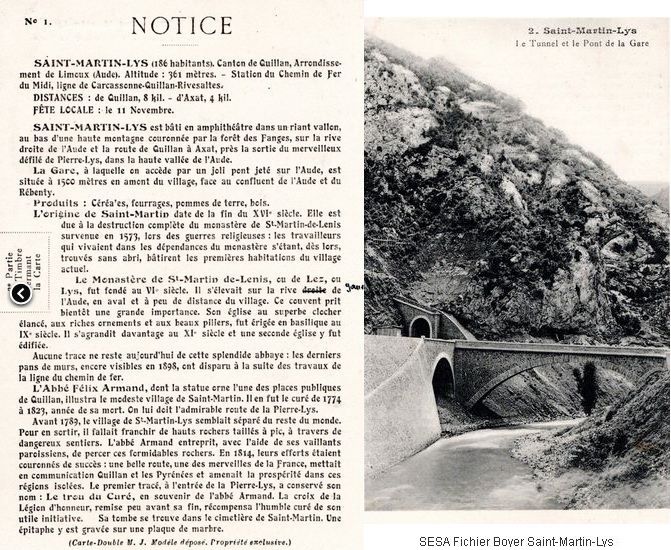 No 1.
NOTICE
SAINT-MARTIN-LYS (186 habitants). Canton de Quillan, Arrondisse-
ment de Limoux (Aude). Altitude : 361 mètres. - Station du Chemin de Fer
du Midi, ligne de Carcassonne-Quillan-Rivesaltes.
DISTANCES : de Quillan, 8 kil. - d'Axat, 4 kil.
FÊTE LOCALE : le 11 Novembre.
SAINT-MARTIN-LYS est bâti en amphithéâtre dans un riant vallon,
au bas d'une haute montagne couronnée par la forêt des Fanges, sur la rive
droite de l'Aude et la route de Quillan à Axat, près la sortie du merveilleux
défilé de Pierre-Lys, dans la haute vallée de l'Aude.
La Gare, à laquelle on accède par un joli pont jeté sur l'Aude, est
située à 1500 mètres en amont du village, face au confluent de l'Aude et du
Rébenty.
Produits : Céréales, fourrages, pommes de terre, bois.
L'origine de Saint-Martin date de la fin du XVIe siècle. Elle est
due à la destruction complète du monastère de St-Martin-de-Lenis
survenue en 1573, lors des guerres religieuses : les travailleurs
qui vivaient dans les dépendances du monastère s'étant, dès lors,
trouvés sans abri, bâtirent les premières habitations du village
actuel.
Le Monastère de St-Martin de-Lenis, ou de Lez, ou
Lys, fut fondé au VIe siècle. Il s'élevait sur la rive droite de
l'Aude, en aval et à peu de distance du village. Ce couvent prit
bientôt une grande importance. Son église au superbe clocher
élancé, aux riches ornements et aux beaux piliers, fut érigée en basilique au
IXe siècle. Il s'agrandit davantage au XIe siècle et une seconde église y fut
édifiée.
Aucune trace ne reste aujourd'hui de cette splendide abbaye : les derniers
pans de murs, encore visibles en 1898, ont disparu à la suite des travaux de
la ligne du chemin de fer.
L'Abbé Félix Armand, dont la statue orne l'une des places publiques
de Quillan, illustra le modeste village de Saint-Martin. Il en fut le curé de 1774
à 1823, année de sa mort. On lui doit l'admirable route de la Pierre-Lys.
Avant 1789, le village de St-Martin-Lys semblait séparé du reste du monde.
Pour en sortir, il fallait franchir de hauts rochers taillés à pic, à travers de
dangereux sentiers. L'abbé Armand entreprit, avec l'aide de ses vaillants
paroissiens, de percer ces formidables rochers. En 1814, leurs efforts étaient
couronnés de succès : une belle route, une des merveilles de la France, mettait
en communication Quillan et les Pyrénées et amenait la prospérité dans ces
régions isolées. Le premier tracé, à l'entrée de la Pierre-Lys, a conservé son
nom : Le trou du Curé, en souvenir de l'abbé Armand. La croix de la
Légion d'honneur, remise peu avant sa fin, récompensa l'humble curé de son
utile initiative. Sa tombe se trouve dans le cimetière de Saint-Martin. Une
épitaphe y est gravée sur une plaque de marbre.
(Carte-Double M. J. Modèle déposé. Propriété exclusive.)
Partie
Timbre
la Carte
2. Saint-Martin-Lys
Le Tunnel et le Pont de la Gare
SESA Fichier Boyer Saint-Martin-Lys